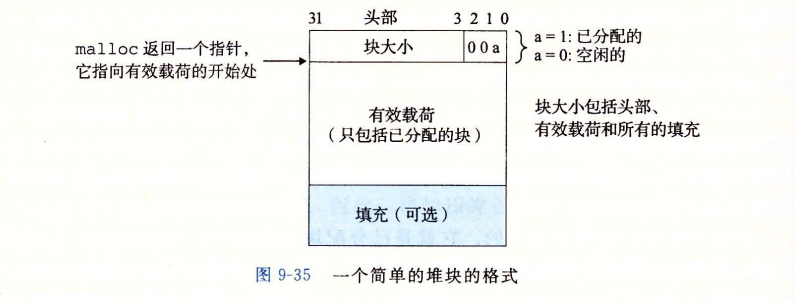 31 头部 3 2 1 0
malloc 返回一个指针，
它指向有效载荷的开始处
块大小
0 0 a
a = 1: 已分配的
a = 0: 空闲的
有效载荷
（只包括已分配的块）
块大小包括头部、
有效载荷和所有的填充
填充（可选）
图 9-35 一个简单的堆块的格式